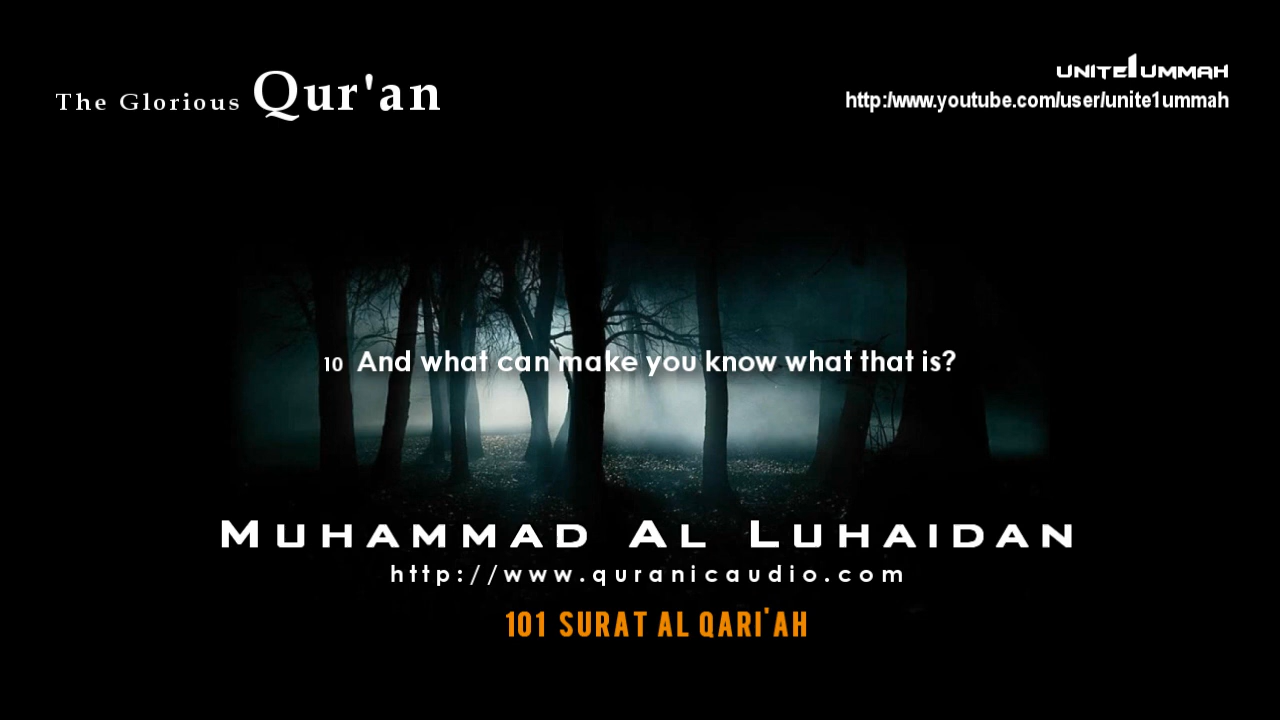 The Glorious Qur'an
UNITE1UMMAH
http:/www.youtube.com/user/unite1ummah
10 And what can make you know what that is?
MUHAMMAD AL LUHAIDAN
http://www.quranicaudio.com
101 SURAT AL QARI'AH